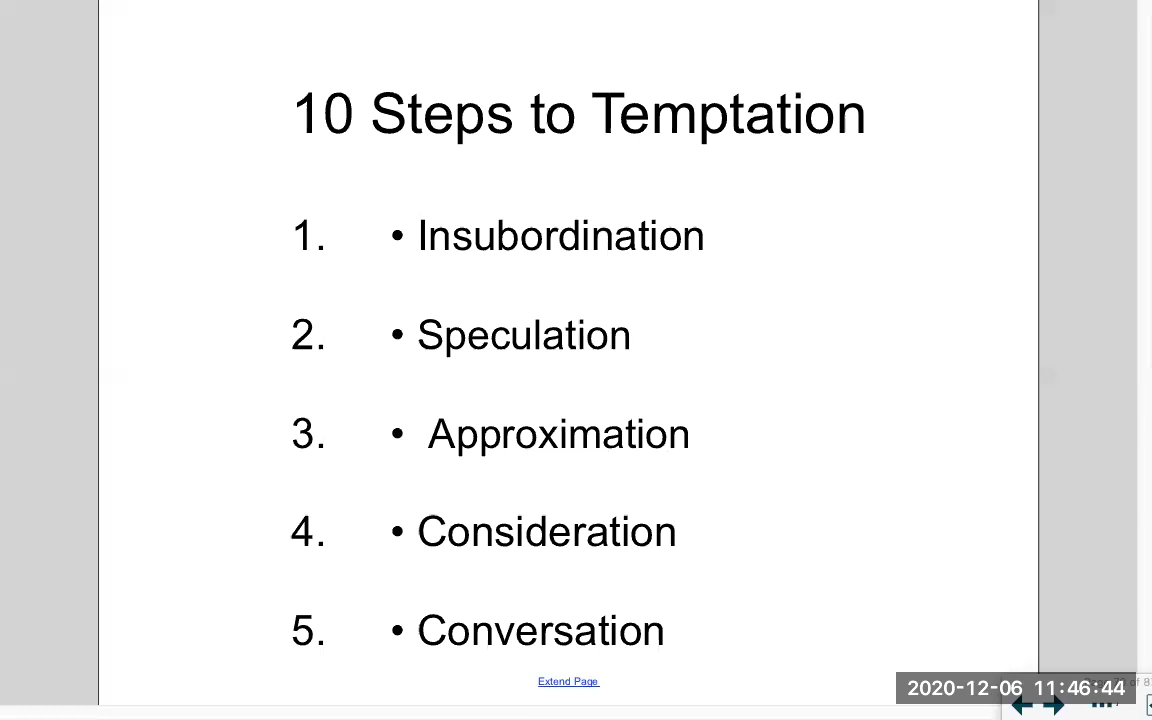 10 Steps to Temptation
1. • Insubordination
2. • Speculation
3. • Approximation
4. • Consideration
5. • Conversation
Extend Page
2020-12-06 11:46:44